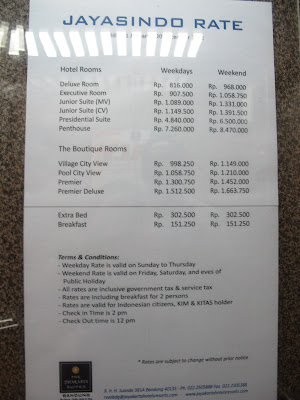 JAYASINDO RATE
Hotel Rooms Weekdays Weekend
Deluxe Room Rp. 816.000 Rp. 968.000
Executive Room Rp. 907.500 Rp. 1.058.750
Junior Suite (MV) Rp. 1.089.000 Rp. 1.331.000
Junior Suite (CV) Rp. 1.149.500 Rp. 1.391.500
Presidential Suite Rp. 4.840.000 Rp. 6.500.000
Penthouse Rp. 7.260.000 Rp. 8.470.000
The Boutique Rooms
Village City View Rp. 998.250 Rp. 1.149.000
Pool City View Rp. 1.058.750 Rp. 1.210.000
Premier Rp. 1.300.750 Rp. 1.452.000
Premier Deluxe Rp. 1.512.500 Rp. 1.663.750
Extra Bed Rp. 302.500 Rp. 302.500
Breakfast Rp. 151.250 Rp. 151.250
Terms & Conditions:
- Weekday Rate is valid on Sunday to Thursday
- Weekend Rate is valid on Friday, Saturday, and eves of
Public Holiday
- All rates are inclusive government tax & service tax
- Rates are including breakfast for 2 persons
- Rates are valid for Indonesian citizens, KIM & KITAS holder
- Check in Time is 2 pm
- Check Out time is 12 pm
* Rates are subject to change without prior notice
BANDUNG